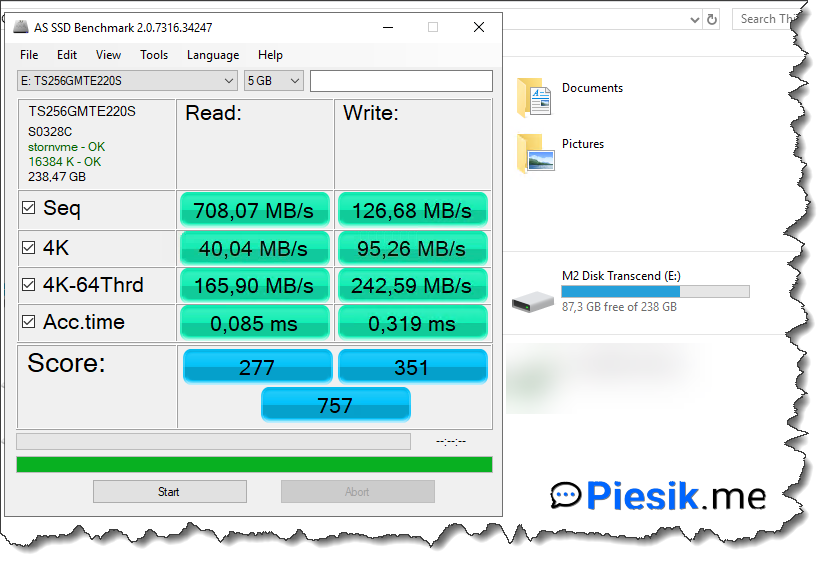 AS SSD Benchmark 2.0.7316.34247
File Edit View Tools Language Help
E: TS256GMTE220S 5 GB
TS256GMTE220S
S0328C
stornvme - OK
16384 K - OK
238,47 GB
Read: Write:
Seq 708,07 MB/s 126,68 MB/s
4K 40,04 MB/s 95,26 MB/s
4K-64Thrd 165,90 MB/s 242,59 MB/s
Acc.time 0,085 ms 0,319 ms
Score: 277 351
757
--:--:--
Start Abort
Search Thi
Documents
Pictures
M2 Disk Transcend (E:)
87,3 GB free of 238 GB
Piesik.me